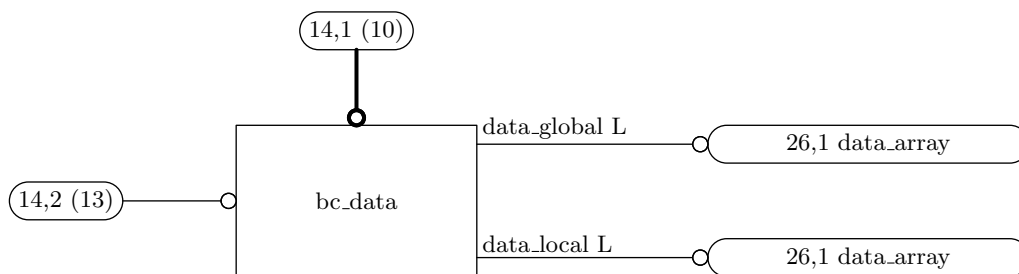 14,1 (10)
data_global L
26,1 data_array
14,2 (13)
bc_data
data_local L
26,1 data_array